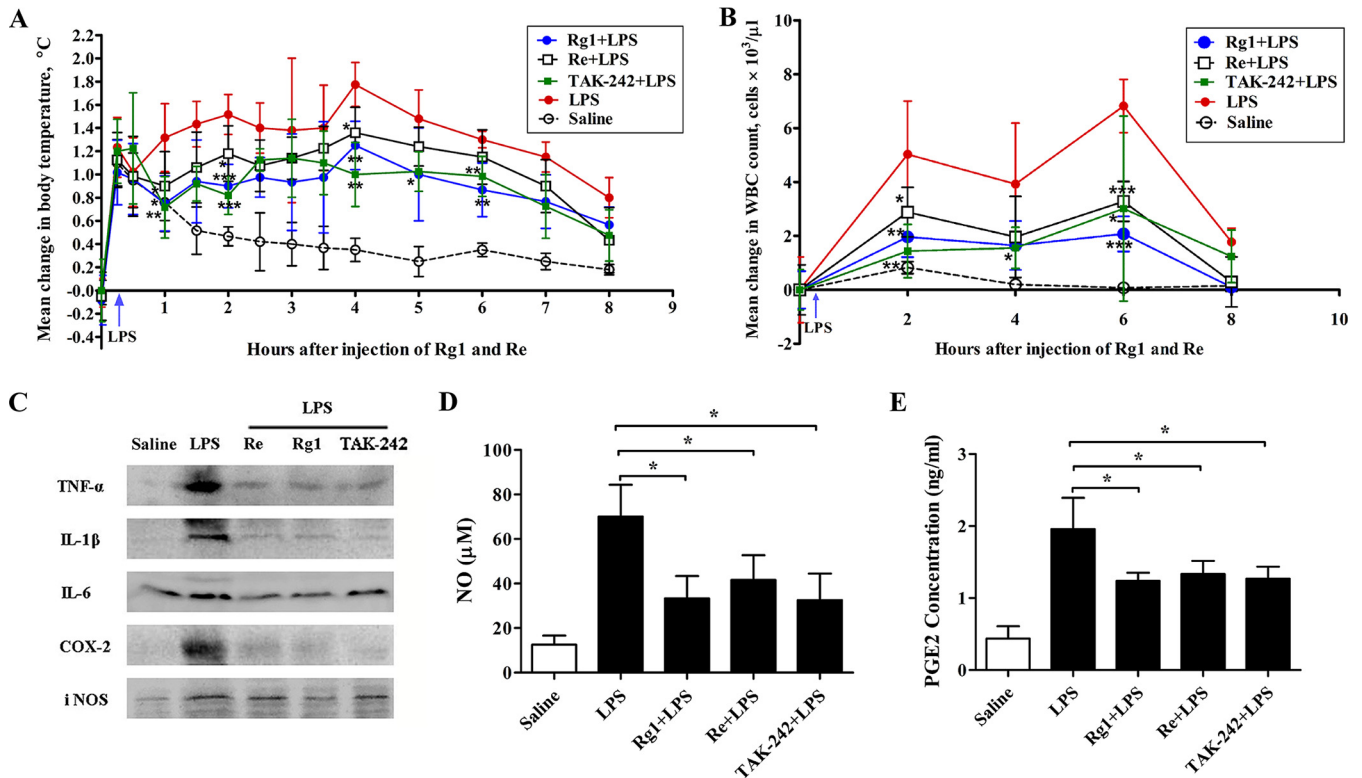 A
Mean change in body temperature, °C
2.2
2.0
1.8
1.6
1.4
1.2
1.0
0.8
0.6
0.4
0.2
-0.0
-0.2
-0.4
1 2 3 4 5 6 7 8 9
LPS
Hours after injection of Rg1 and Re
Rg1+LPS
Re+LPS
TAK-242+LPS
LPS
Saline
*
**
*
***
***
*
**
**
*
**
**
B
Mean change in WBC count, cells × 10³/µl
10
8
6
4
2
0
-2
2 4 6 8 10
LPS
Hours after injection of Rg1 and Re
Rg1+LPS
Re+LPS
TAK-242+LPS
LPS
Saline
*
**
**
*
***
*
***
C
LPS
Saline LPS Re Rg1 TAK-242
TNF-α
IL-1β
IL-6
COX-2
iNOS
D
NO (µM)
100
80
60
40
20
0
*
*
*
Saline
LPS
Rg1+LPS
Re+LPS
TAK-242+LPS
E
PGE2 Concentration (ng/ml)
3
2
1
0
*
*
*
Saline
LPS
Rg1+LPS
Re+LPS
TAK-242+LPS